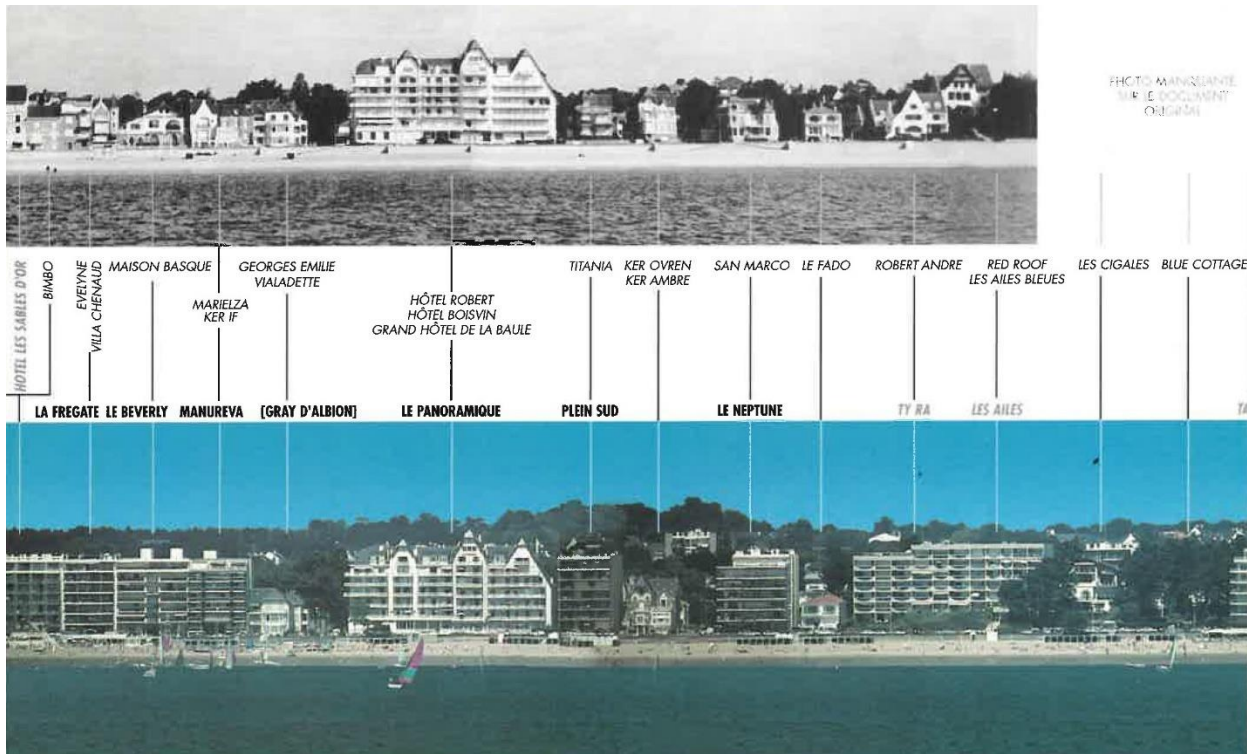 PHOTO MANQUANTE
SUR LE DOCUMENT
ORIGINAL
HOTEL LES SABLES D'OR
BIMBO
EVELYNE
VILLA CHENAUD
MAISON BASQUE
MARIELZA
KER IF
GEORGES EMILIE
VIALADETTE
HÔTEL ROBERT
HÔTEL BOISVIN
GRAND HÔTEL DE LA BAULE
TITANIA
KER OVREN
KER AMBRE
SAN MARCO
LE FADO
ROBERT ANDRE
RED ROOF
LES AILES BLEUES
LES CIGALES
BLUE COTTAGE
LA FREGATE
LE BEVERLY
MANUREVA
[GRAY D'ALBION]
LE PANORAMIQUE
PLEIN SUD
LE NEPTUNE
TY RA
LES AILES
TA